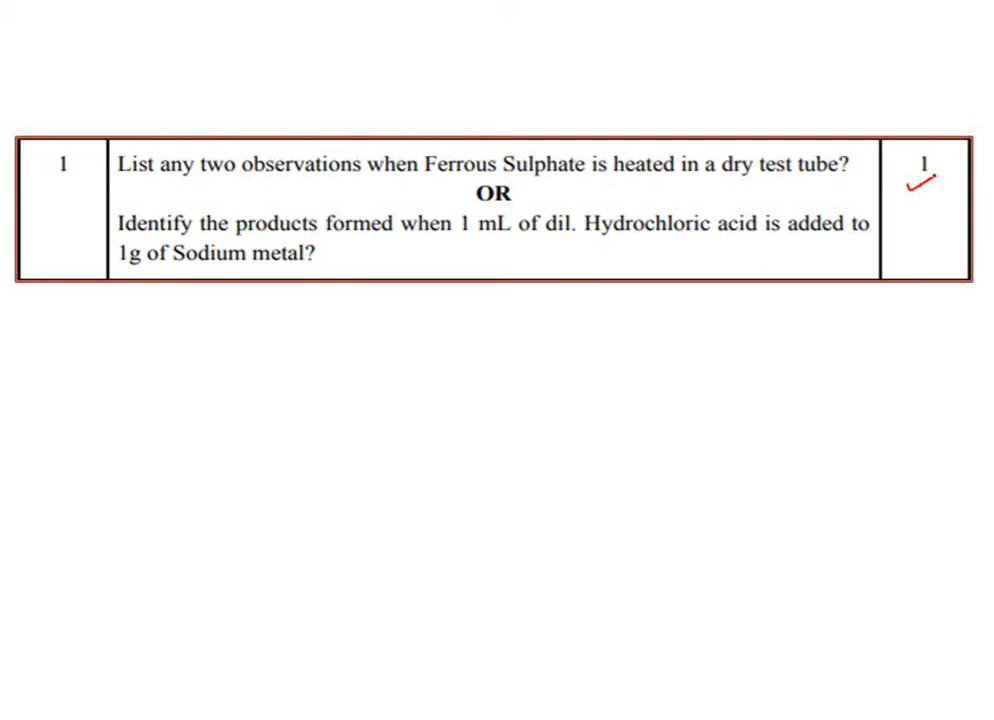 1 List any two observations when Ferrous Sulphate is heated in a dry test tube? 1
OR
Identify the products formed when 1 mL of dil. Hydrochloric acid is added to
1g of Sodium metal?